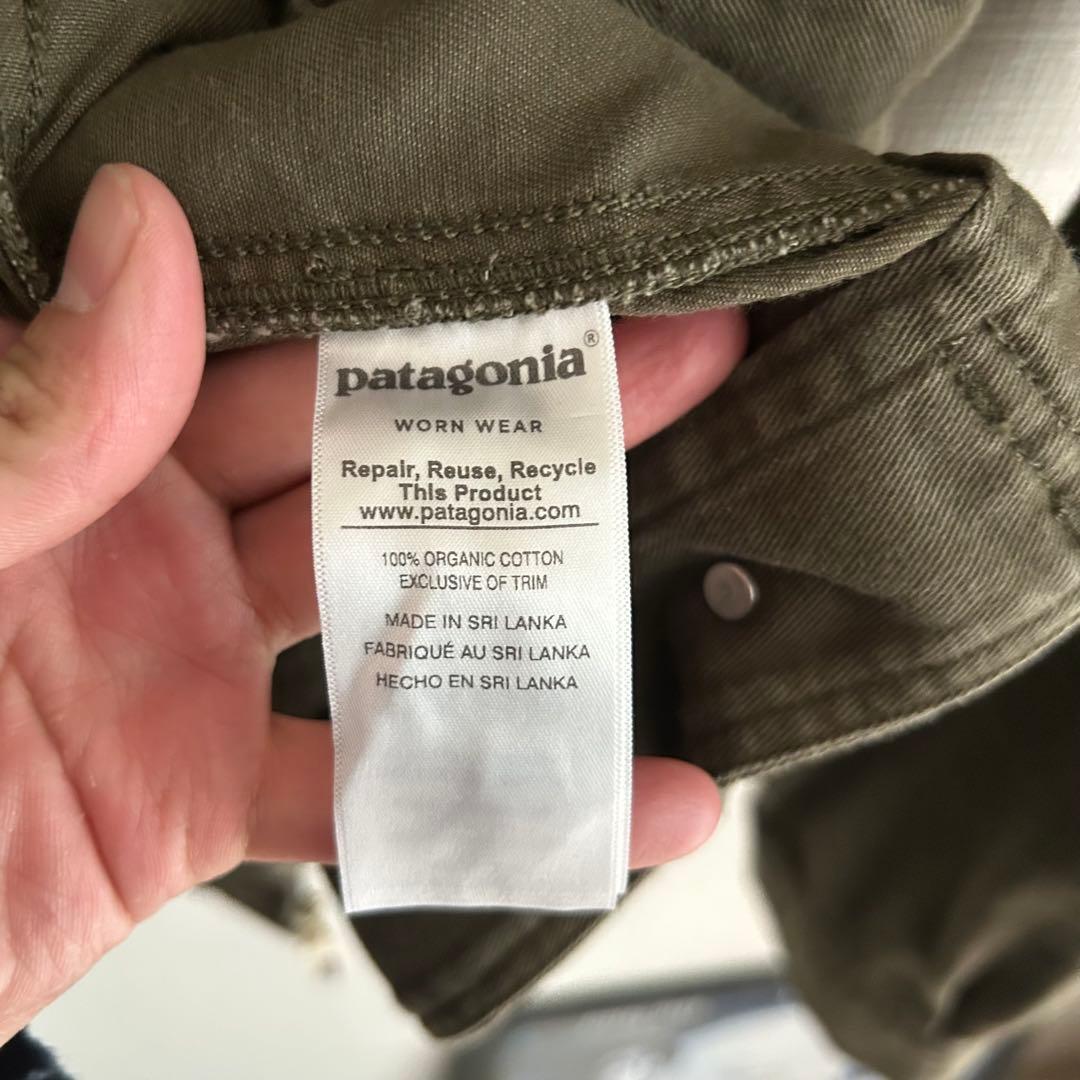 patagonia®
WORN WEAR
Repair, Reuse, Recycle
This Product
www.patagonia.com
100% ORGANIC COTTON
EXCLUSIVE OF TRIM
MADE IN SRI LANKA
FABRIQUÉ AU SRI LANKA
HECHO EN SRI LANKA